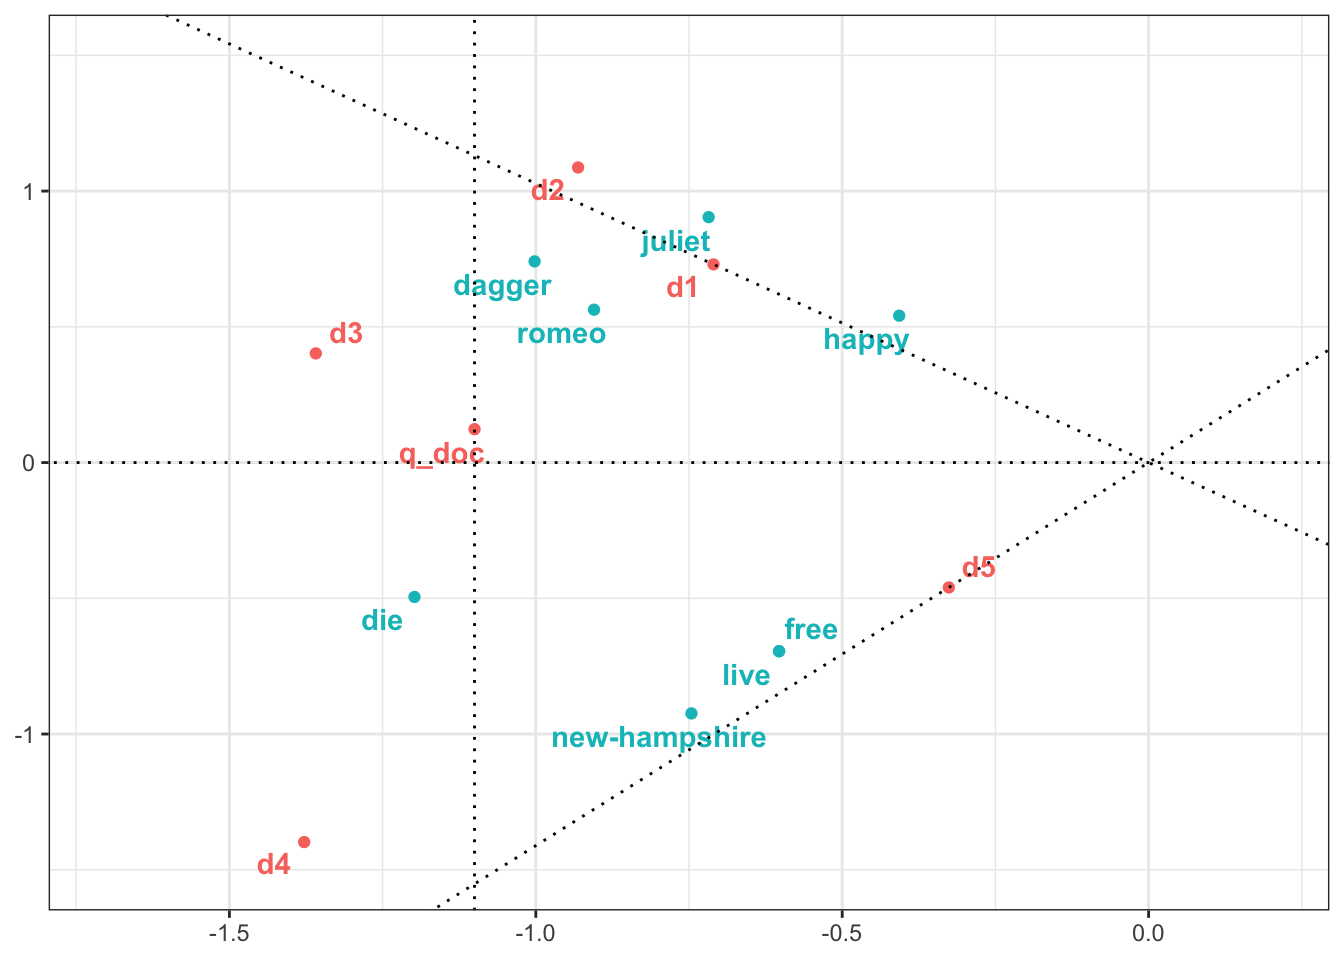 1
d2
juliet
dagger
d1
romeo
d3
happy
q_doc
0
d5
die
free
live
-1
new-hampshire
d4
-1.5
-1.0
-0.5
0.0